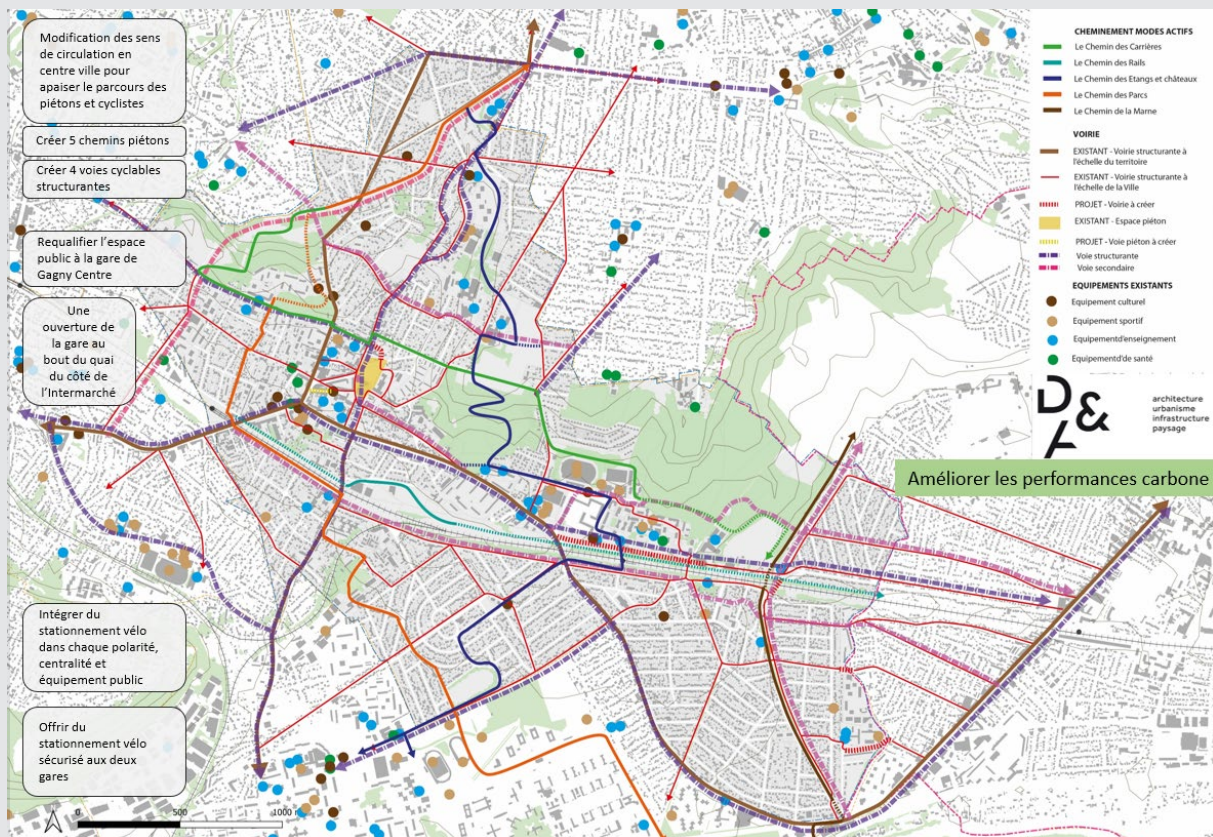 Modification des sens
de circulation en
centre ville pour
apaiser le parcours des
piétons et cyclistes
Créer 5 chemins piétons
Créer 4 voies cyclables
structurantes
Requalifier l'espace
public à la gare de
Gagny Centre
Une
ouverture de
la gare au
bout du quai
du côté de
l'Intermarché
Intégrer du
stationnement vélo
dans chaque polarité,
centralité et
équipement public
Offrir du
stationnement vélo
sécurisé aux deux
gares
0 500 1000
CHEMINEMENT MODES ACTIFS
Le Chemin des Carrières
Le Chemin des Rails
Le Chemin des Etangs et châteaux
Le Chemin des Parcs
Le Chemin de la Marne
VOIRIE
EXISTANT - Voirie structurante à
l'échelle du territoire
EXISTANT - Voirie structurante à
l'échelle de la Ville
PROJET - Voirie à créer
EXISTANT - Espace piéton
PROJET - Voie piéton à créer
Voie structurante
Voie secondaire
EQUIPEMENTS EXISTANTS
Equipement culturel
Equipement sportif
Equipementd'enseignement
Equipementd'de santé
D&A
architecture
urbanisme
infrastructure
paysage
Améliorer les performances carbone